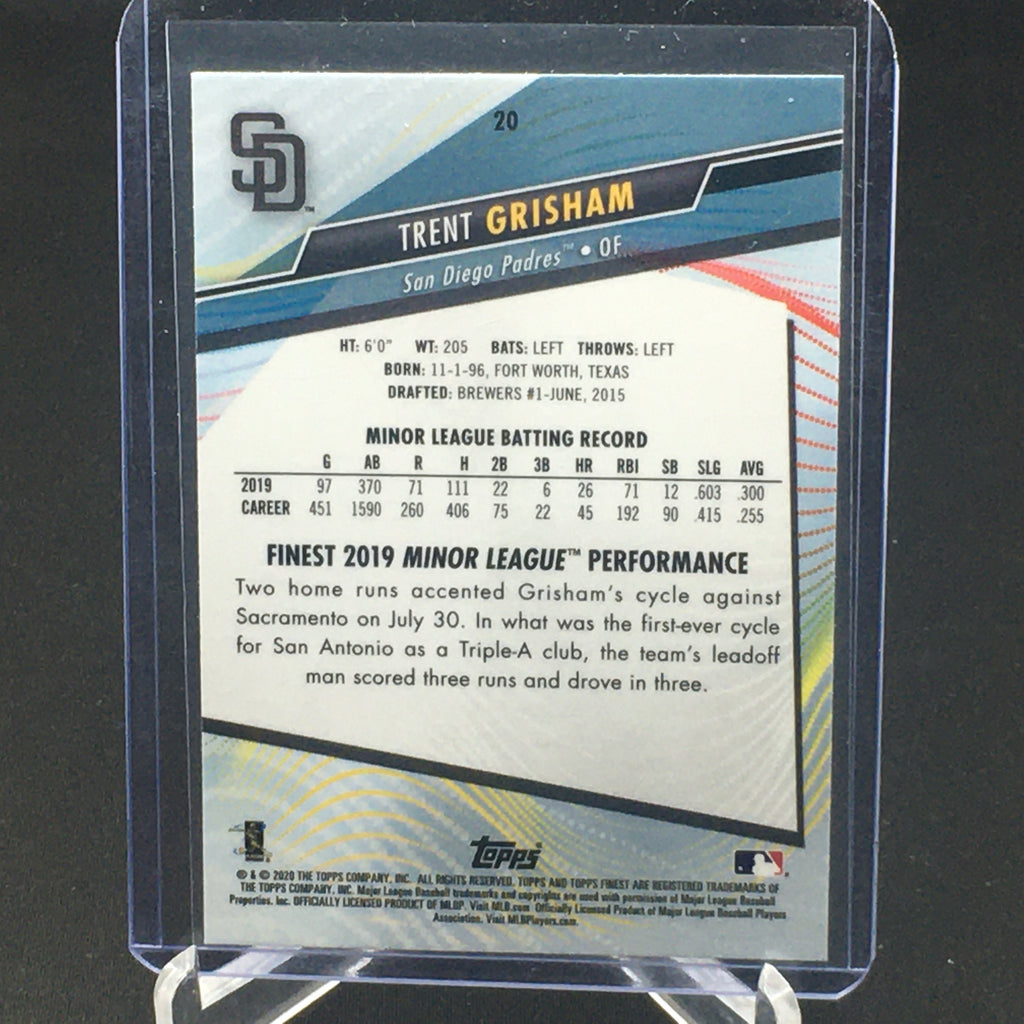 20
SD™
TRENT GRISHAM
San Diego Padres™ • OF
HT: 6'0" WT: 205 BATS: LEFT THROWS: LEFT
BORN: 11-1-96, FORT WORTH, TEXAS
DRAFTED: BREWERS #1-JUNE, 2015
MINOR LEAGUE BATTING RECORD
G AB R H 2B 3B HR RBI SB SLG AVG
2019 97 370 71 111 22 6 26 71 12 .603 .300
CAREER 451 1590 260 406 75 22 45 192 90 .415 .255
FINEST 2019 MINOR LEAGUE™ PERFORMANCE
Two home runs accented Grisham's cycle against
Sacramento on July 30. In what was the first-ever cycle
for San Antonio as a Triple-A club, the team's leadoff
man scored three runs and drove in three.
topps
® & © 2020 THE TOPPS COMPANY, INC. ALL RIGHTS RESERVED. TOPPS AND TOPPS FINEST ARE REGISTERED TRADEMARKS OF
THE TOPPS COMPANY, INC. Major League Baseball trademarks and copyrights are used with permission of Major League Baseball
Properties, Inc. OFFICIALLY LICENSED PRODUCT OF MLBP. Visit MLB.com Officially Licensed Product of Major League Baseball Players
Association. Visit MLBPlayers.com.